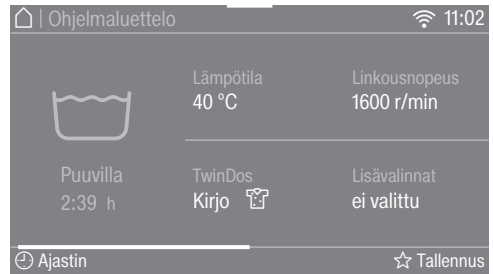 | Ohjelmaluettelo 11:02
Lämpötila
40 °C
Linkousnopeus
1600 r/min
Puuvilla
2:39 h
TwinDos
Kirjo
Lisävalinnat
ei valittu
Ajastin
Tallennus